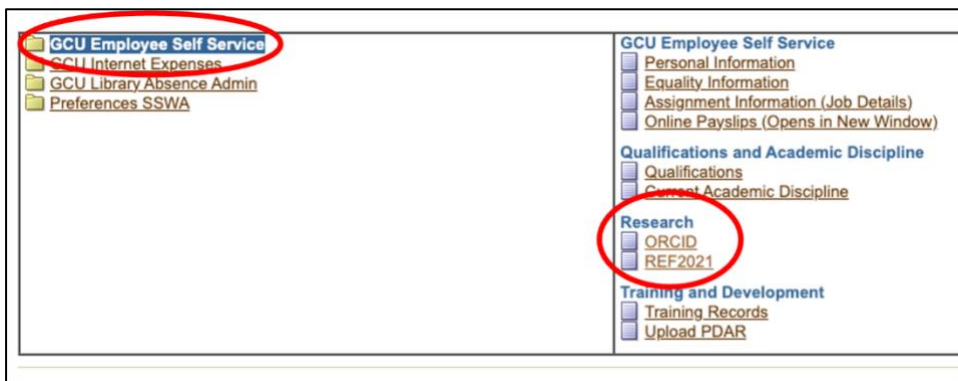 GCU Employee Self Service
GCU Internet Expenses
GCU Library Absence Admin
Preferences SSWA
GCU Employee Self Service
Personal Information
Equality Information
Assignment Information (Job Details)
Online Payslips (Opens in New Window)
Qualifications and Academic Discipline
Qualifications
Current Academic Discipline
Research
ORCID
REF2021
Training and Development
Training Records
Upload PDAR